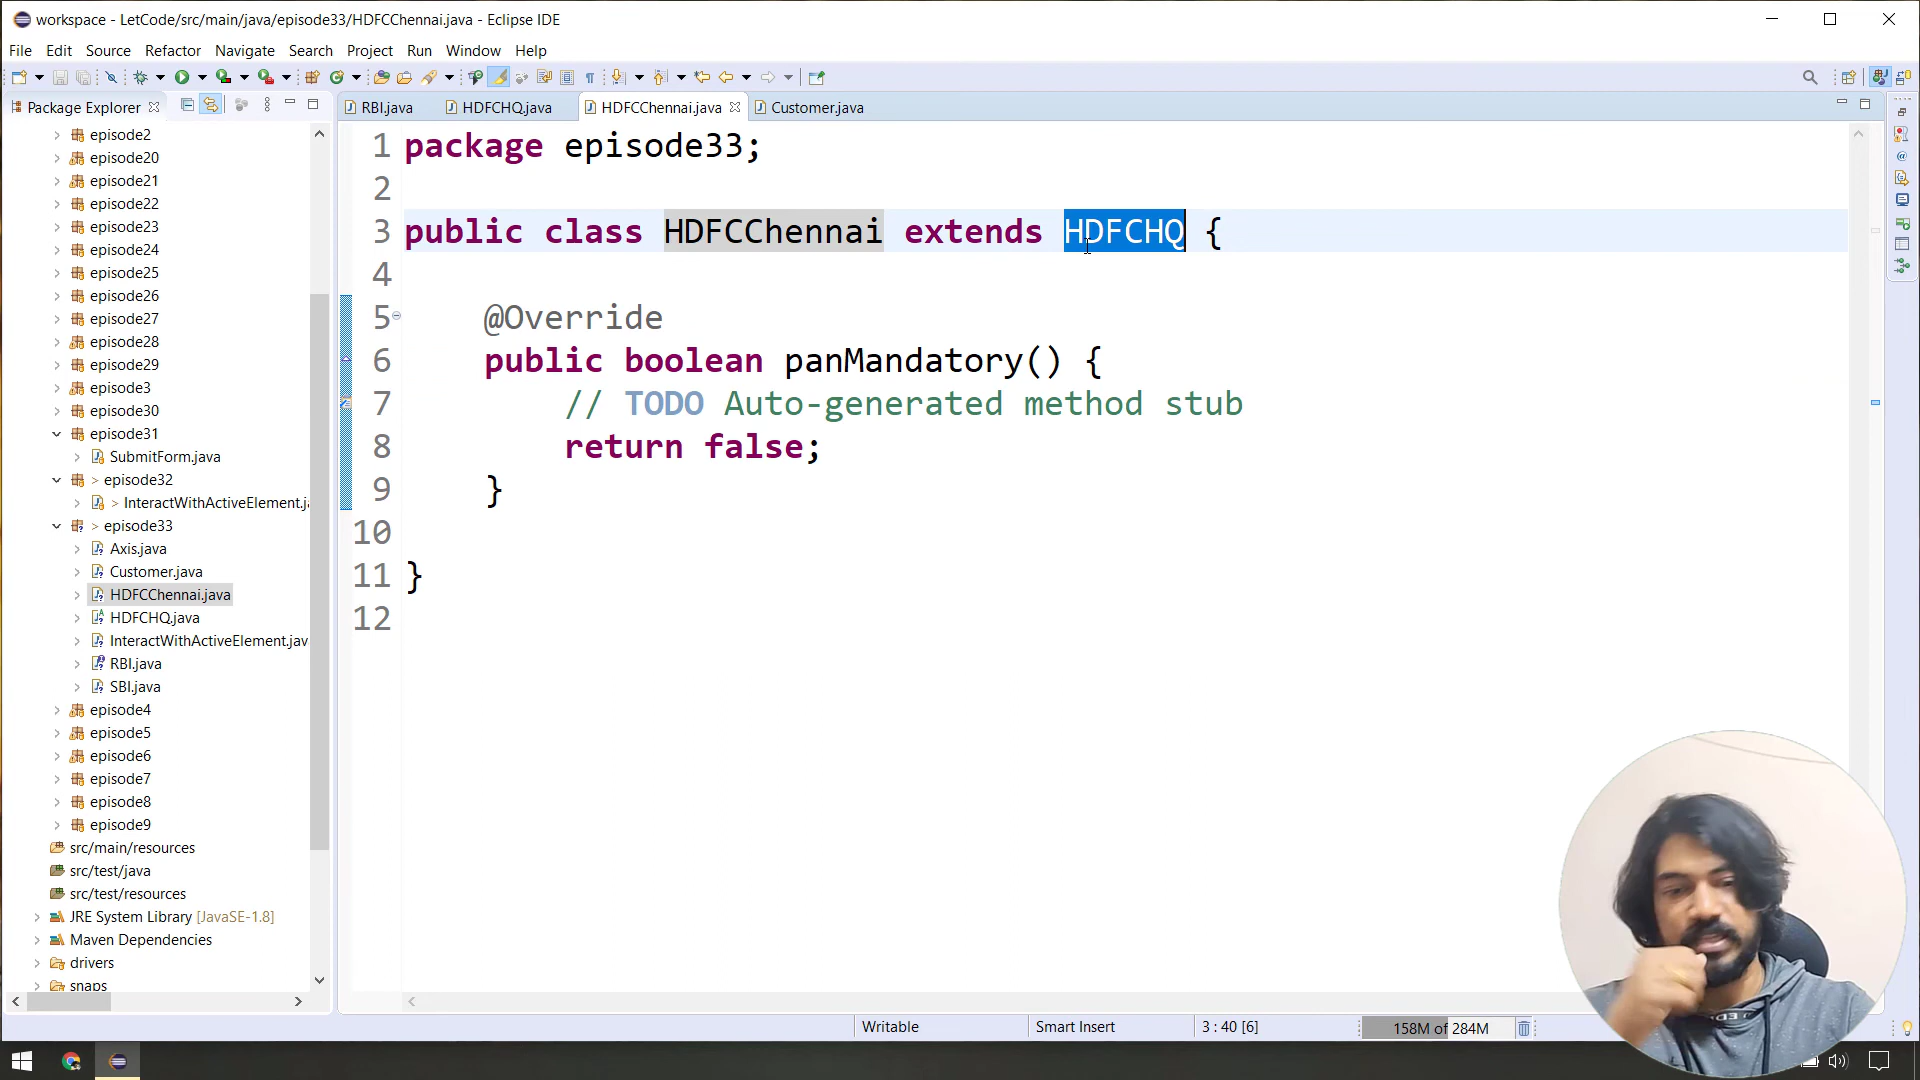 workspace - LetCode/src/main/java/episode33/HDFCChennai.java - Eclipse IDE
File Edit Source Refactor Navigate Search Project Run Window Help
Package Explorer
RBI.java HDFCHQ.java HDFCChennai.java Customer.java
episode2
episode20
episode21
episode22
episode23
episode24
episode25
episode26
episode27
episode28
episode29
episode3
episode30
episode31
SubmitForm.java
> episode32
> InteractWithActiveElement.j
> episode33
Axis.java
Customer.java
HDFCChennai.java
HDFCHQ.java
InteractWithActiveElement.jav
RBI.java
SBI.java
episode4
episode5
episode6
episode7
episode8
episode9
src/main/resources
src/test/java
src/test/resources
JRE System Library [JavaSE-1.8]
Maven Dependencies
drivers
snaps
1 package episode33;
2
3 public class HDFCChennai extends HDFCHQ {
4
5 @Override
6 public boolean panMandatory() {
7 // TODO Auto-generated method stub
8 return false;
9 }
10
11 }
12
Writable Smart Insert 3 : 40 [6] 158M of 284M